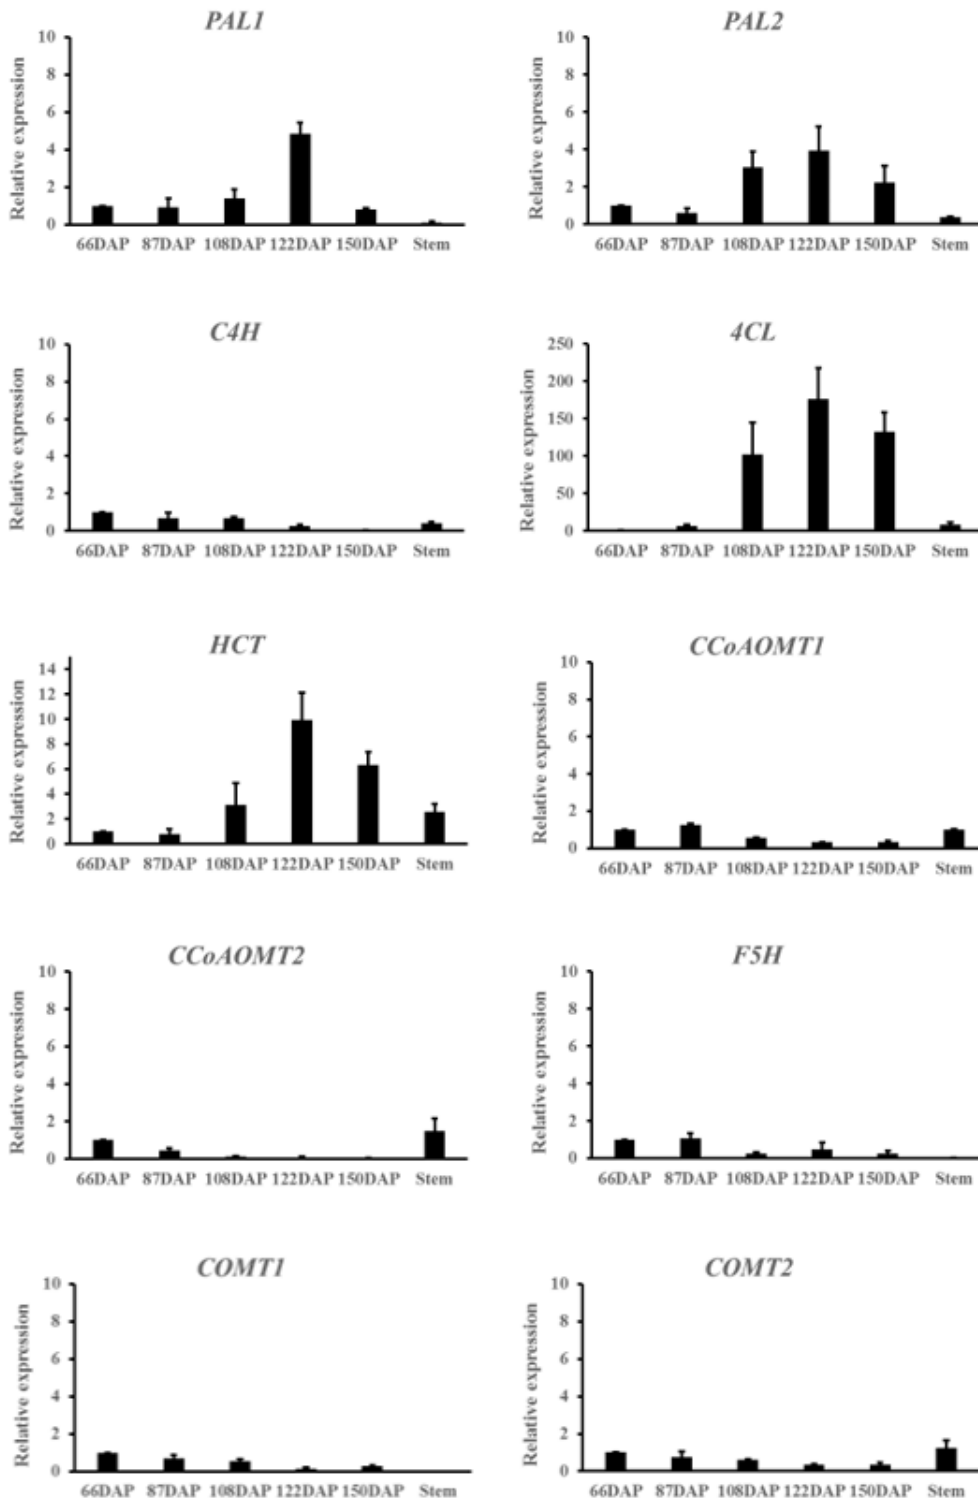 PAL1
Relative expression
10
8
6
4
2
0
66DAP 87DAP 108DAP 122DAP 150DAP Stem
PAL2
Relative expression
10
8
6
4
2
0
66DAP 87DAP 108DAP 122DAP 150DAP Stem
C4H
Relative expression
10
8
6
4
2
0
66DAP 87DAP 108DAP 122DAP 150DAP Stem
4CL
Relative expression
250
200
150
100
50
0
66DAP 87DAP 108DAP 122DAP 150DAP Stem
HCT
Relative expression
14
12
10
8
6
4
2
0
66DAP 87DAP 108DAP 122DAP 150DAP Stem
CCoAOMT1
Relative expression
10
8
6
4
2
0
66DAP 87DAP 108DAP 122DAP 150DAP Stem
CCoAOMT2
Relative expression
10
8
6
4
2
0
66DAP 87DAP 108DAP 122DAP 150DAP Stem
F5H
Relative expression
10
8
6
4
2
0
66DAP 87DAP 108DAP 122DAP 150DAP Stem
COMT1
Relative expression
10
8
6
4
2
0
66DAP 87DAP 108DAP 122DAP 150DAP Stem
COMT2
Relative expression
10
8
6
4
2
0
66DAP 87DAP 108DAP 122DAP 150DAP Stem